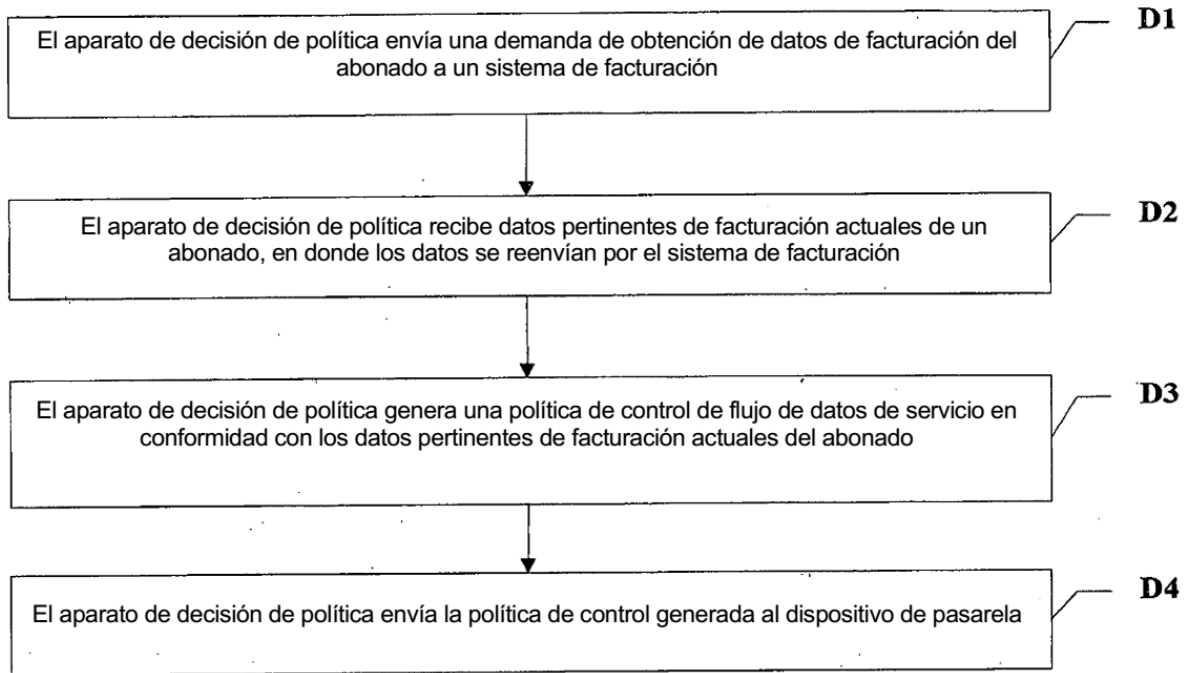 El aparato de decisión de política envía una demanda de obtención de datos de facturación del
abonado a un sistema de facturación
D1
El aparato de decisión de política recibe datos pertinentes de facturación actuales de un
abonado, en donde los datos se reenvían por el sistema de facturación
D2
El aparato de decisión de política genera una política de control de flujo de datos de servicio en
conformidad con los datos pertinentes de facturación actuales del abonado
D3
El aparato de decisión de política envía la política de control generada al dispositivo de pasarela
D4